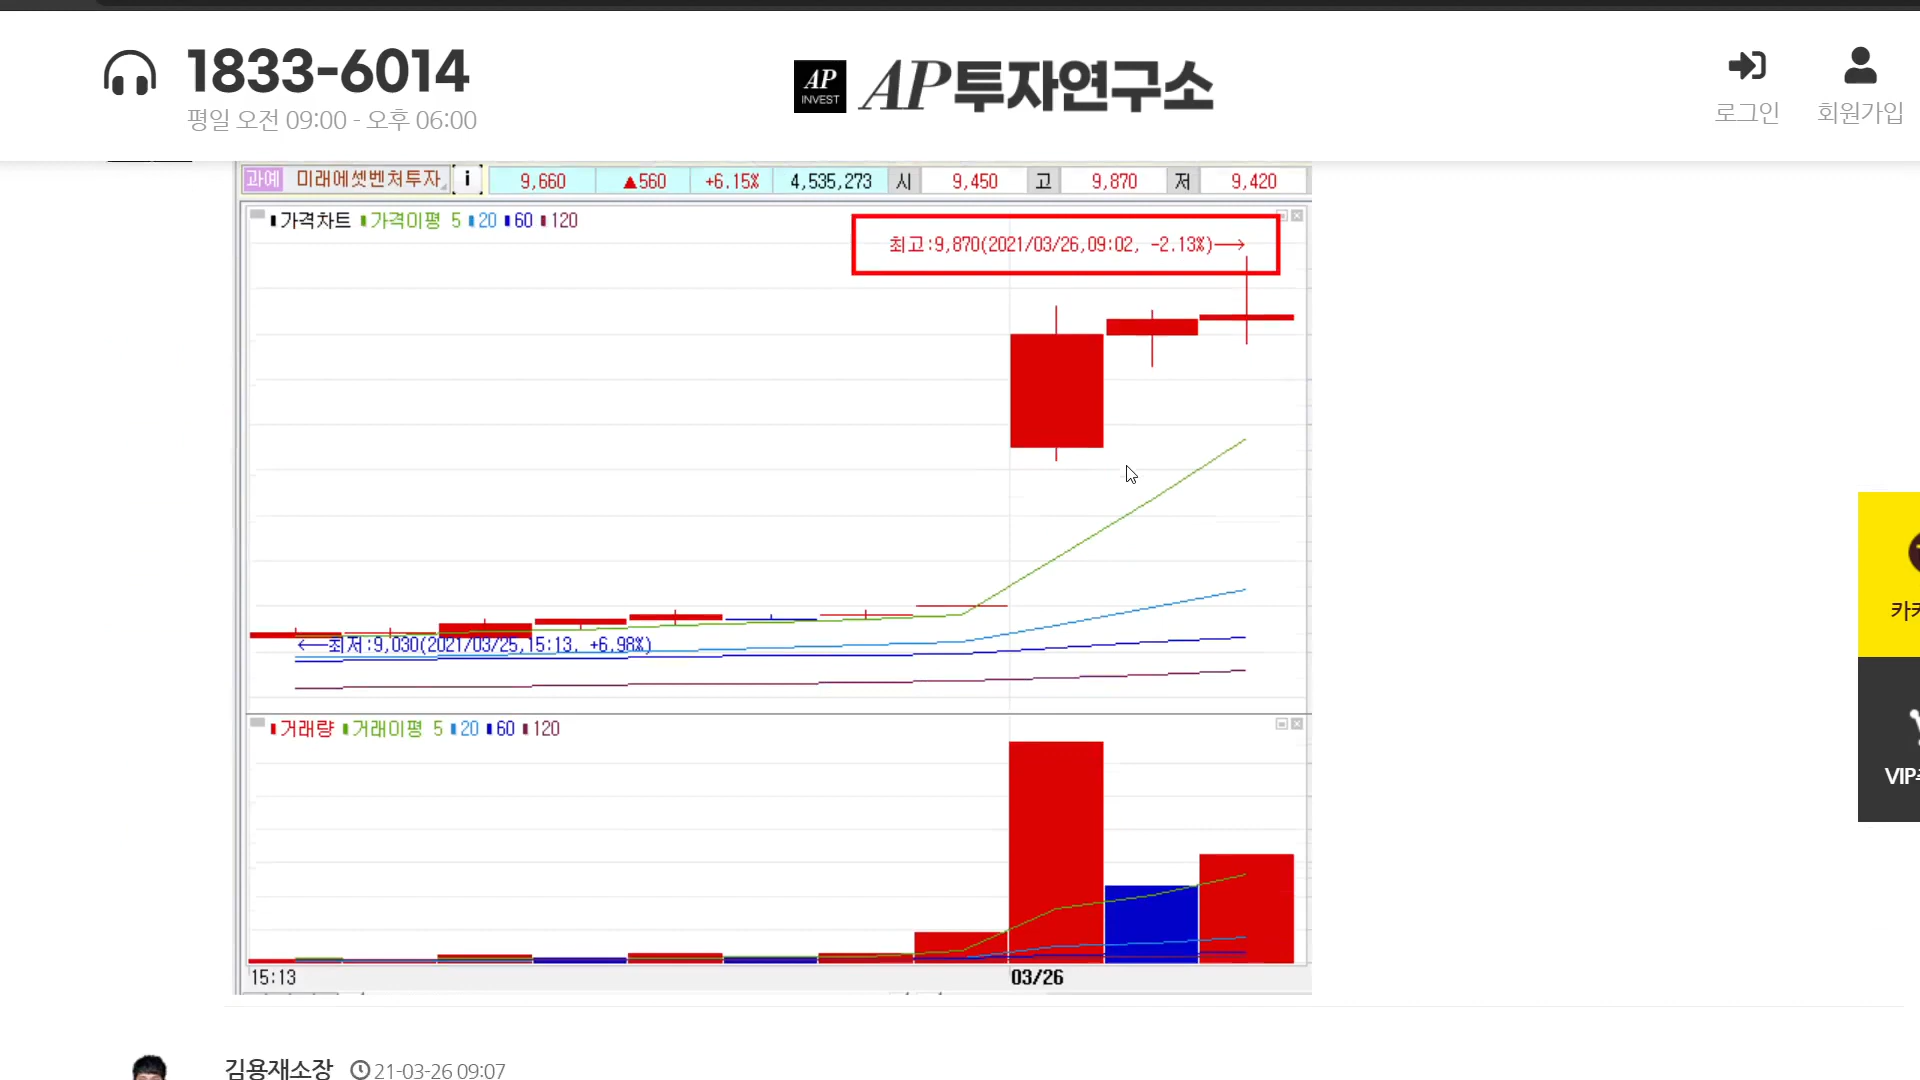 1833-6014
평일 오전 09:00 - 오후 06:00
AP
INVEST
AP투자연구소
로그인
회원가입
과예 미래에셋벤처투자 i 9,660 ▲560 +6.15% 4,535,273 시 9,450 고 9,870 저 9,420
가격차트 가격이평 5 20 60 120
최고:9,870(2021/03/26,09:02, -2.13%)→
←최저:9,030(2021/03/25,15:13, +6.98%)
거래량 거래이평 5 20 60 120
15:13
03/26
VIP
김용재소장 21-03-26 09:07